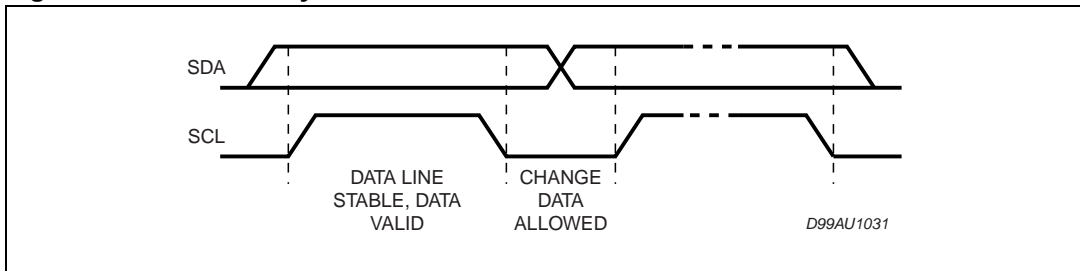 SDA
SCL
DATA LINE
STABLE, DATA
VALID
CHANGE
DATA
ALLOWED
D99AU1031